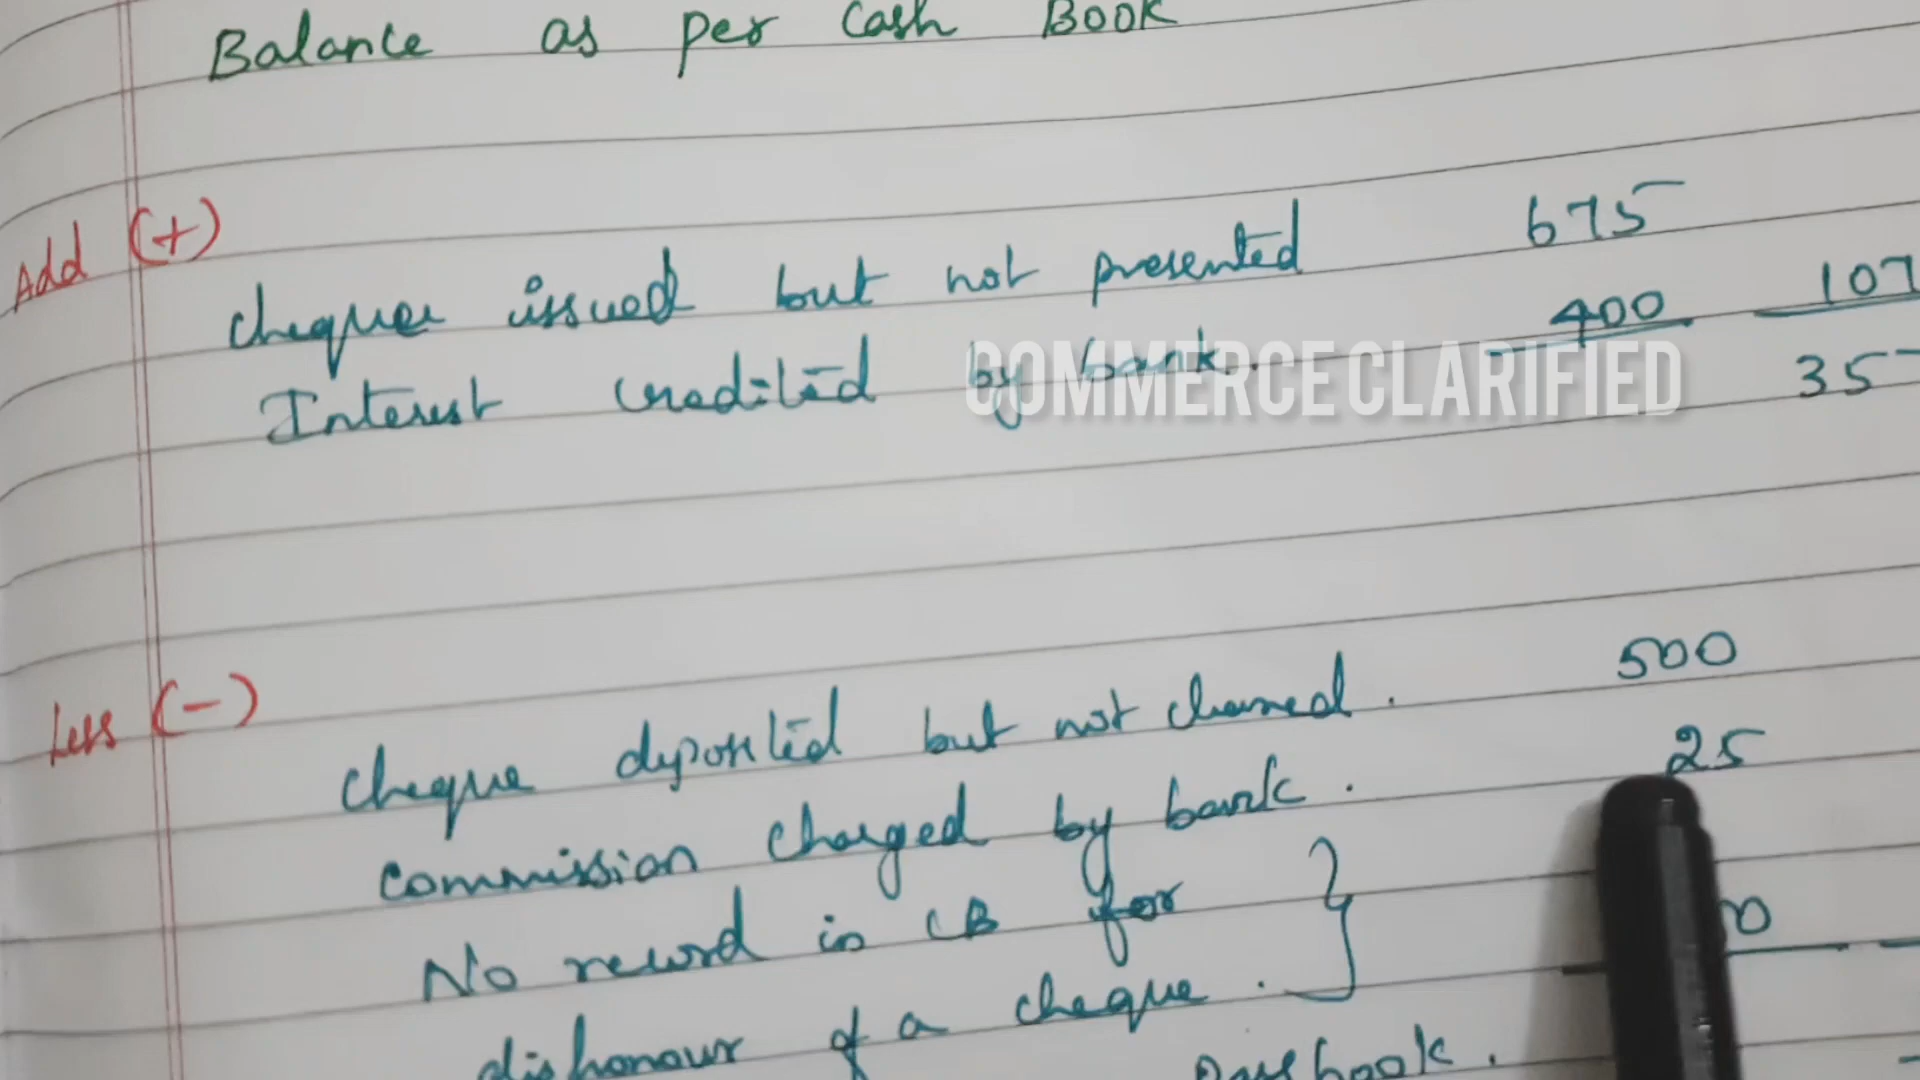 Balance as per Cash Book
Add (+)
Cheques issued but not presented 675
Interest credited by bank. 400 107
COMMERCE CLARIFIED
35
Less (-)
Cheque deposited but not cleared. 500
commission charged by bank. 25
No record in CB for
dishonour of a cheque.
Passbook.